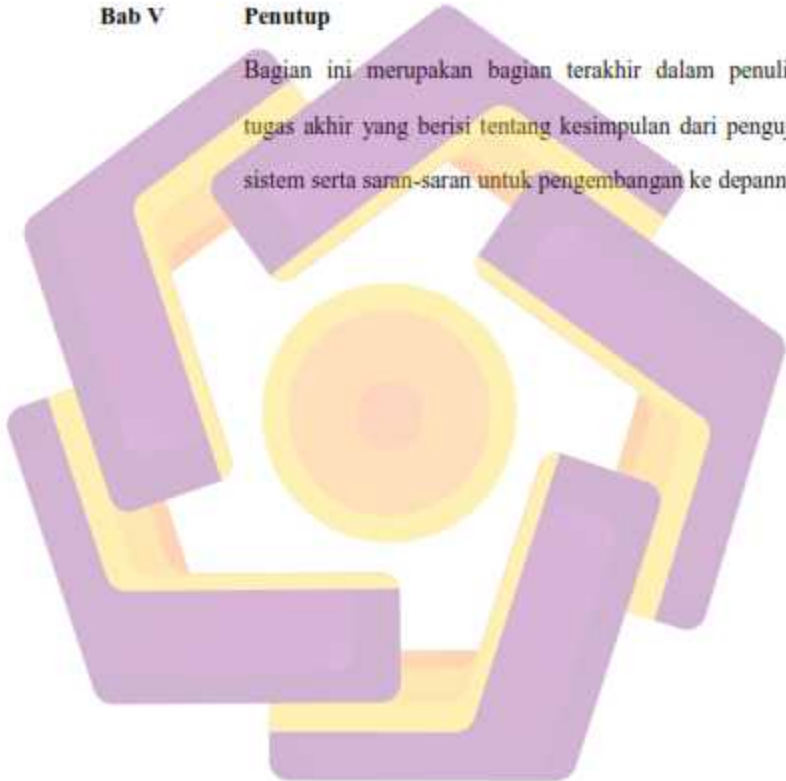 Bab V Penutup
Bagian ini merupakan bagian terakhir dalam penuli
tugas akhir yang berisi tentang kesimpulan dari penguj
sistem serta saran-saran untuk pengembangan ke depann